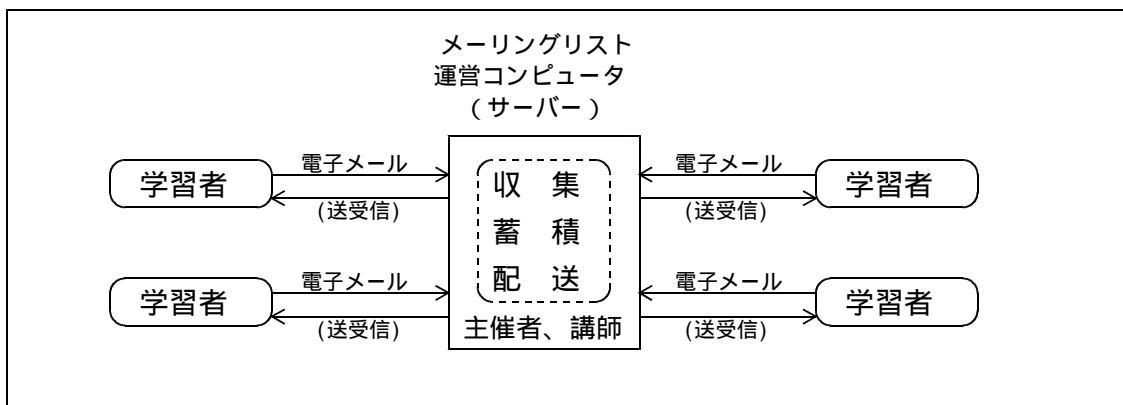 メーリングリスト
運営コンピュータ
(サーバー)
学習者
電子メール
(送受信)
収 集
蓄 積
配 送
電子メール
(送受信)
学習者
学習者
電子メール
(送受信)
主催者、講師
電子メール
(送受信)
学習者